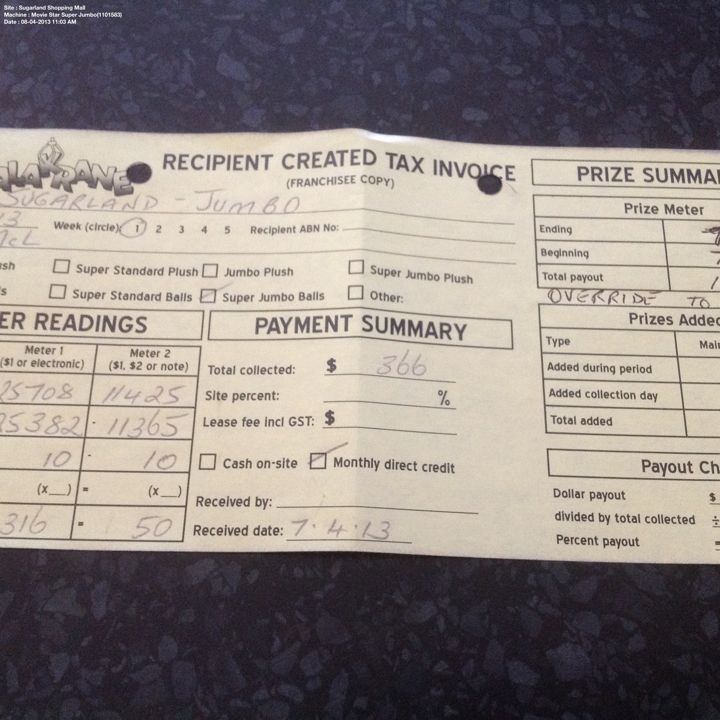 Site : Sugarland Shopping Mall
Machine : Movie Star Super Jumbo(1101583)
Date : 08-04-2013 11:03 AM
RECIPIENT CREATED TAX INVOICE
(FRANCHISEE COPY)
SUGARLAND - JUMBO
Week (circle): 1 2 3 4 5 Recipient ABN No:
Super Standard Plush Jumbo Plush Super Jumbo Plush
Super Standard Balls Super Jumbo Balls Other:
ER READINGS
Meter 1 Meter 2
($1 or electronic) ($1, $2 or note)
25708 11425
25382 - 11365
10 - 10
(x__) = (x__)
316 = 50
PAYMENT SUMMARY
Total collected: $ 366
Site percent: %
Lease fee incl GST: $
Cash on-site Monthly direct credit
Received by:
Received date: 7.4.13
PRIZE SUMMA
Prize Meter
Ending
Beginning
Total payout
OVERRIDE TO
Prizes Adde
Type Mai
Added during period
Added collection day
Total added
Payout Ch
Dollar payout $
divided by total collected ÷
Percent payout =